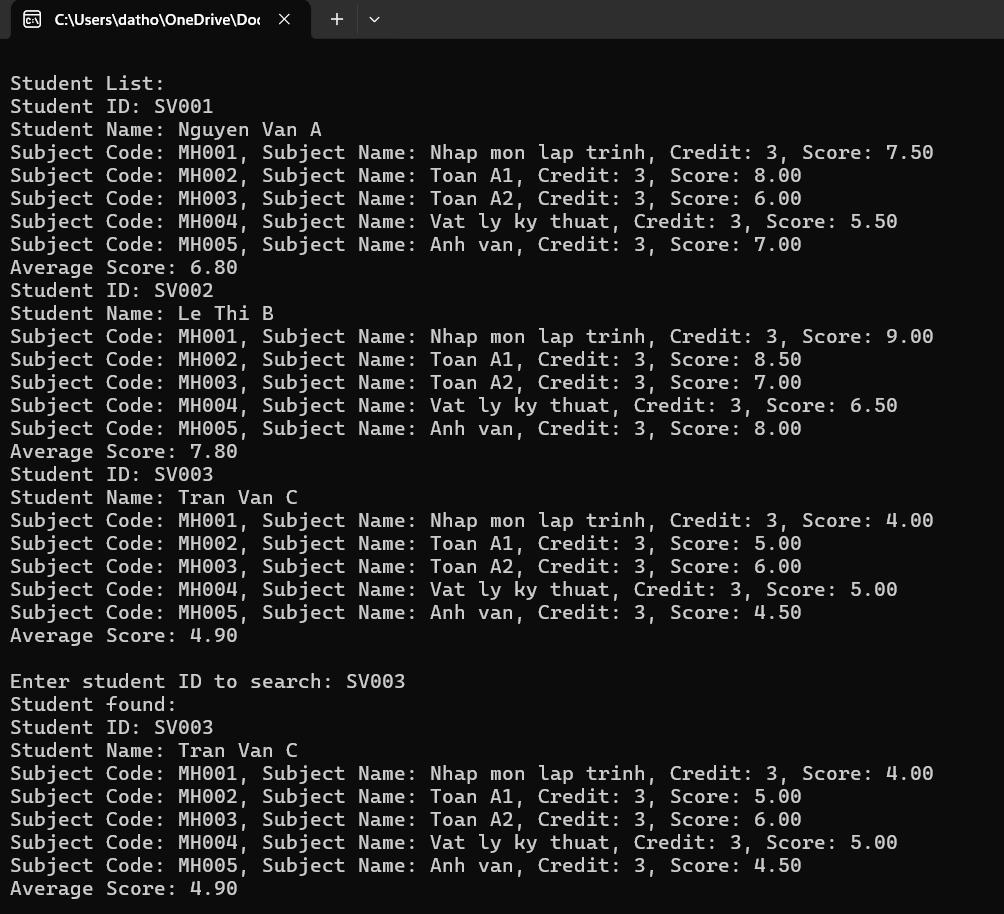 C:\Users\datho\OneDrive\Doc
Student List:
Student ID: SV001
Student Name: Nguyen Van A
Subject Code: MH001, Subject Name: Nhap mon lap trinh, Credit: 3, Score: 7.50
Subject Code: MH002, Subject Name: Toan A1, Credit: 3, Score: 8.00
Subject Code: MH003, Subject Name: Toan A2, Credit: 3, Score: 6.00
Subject Code: MH004, Subject Name: Vat ly ky thuat, Credit: 3, Score: 5.50
Subject Code: MH005, Subject Name: Anh van, Credit: 3, Score: 7.00
Average Score: 6.80
Student ID: SV002
Student Name: Le Thi B
Subject Code: MH001, Subject Name: Nhap mon lap trinh, Credit: 3, Score: 9.00
Subject Code: MH002, Subject Name: Toan A1, Credit: 3, Score: 8.50
Subject Code: MH003, Subject Name: Toan A2, Credit: 3, Score: 7.00
Subject Code: MH004, Subject Name: Vat ly ky thuat, Credit: 3, Score: 6.50
Subject Code: MH005, Subject Name: Anh van, Credit: 3, Score: 8.00
Average Score: 7.80
Student ID: SV003
Student Name: Tran Van C
Subject Code: MH001, Subject Name: Nhap mon lap trinh, Credit: 3, Score: 4.00
Subject Code: MH002, Subject Name: Toan A1, Credit: 3, Score: 5.00
Subject Code: MH003, Subject Name: Toan A2, Credit: 3, Score: 6.00
Subject Code: MH004, Subject Name: Vat ly ky thuat, Credit: 3, Score: 5.00
Subject Code: MH005, Subject Name: Anh van, Credit: 3, Score: 4.50
Average Score: 4.90
Enter student ID to search: SV003
Student found:
Student ID: SV003
Student Name: Tran Van C
Subject Code: MH001, Subject Name: Nhap mon lap trinh, Credit: 3, Score: 4.00
Subject Code: MH002, Subject Name: Toan A1, Credit: 3, Score: 5.00
Subject Code: MH003, Subject Name: Toan A2, Credit: 3, Score: 6.00
Subject Code: MH004, Subject Name: Vat ly ky thuat, Credit: 3, Score: 5.00
Subject Code: MH005, Subject Name: Anh van, Credit: 3, Score: 4.50
Average Score: 4.90